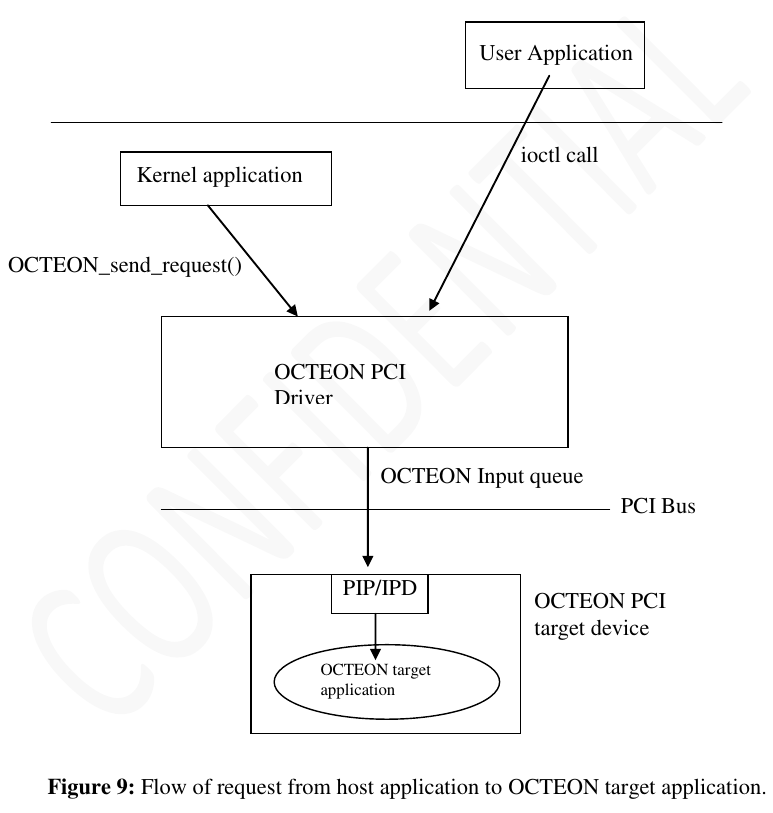 User Application
ioctl call
Kernel application
OCTEON_send_request()
OCTEON PCI
Driver
OCTEON Input queue
PCI Bus
PIP/IPD
OCTEON PCI
target device
OCTEON target
application
Figure 9: Flow of request from host application to OCTEON target application.
CONFIDENTIAL